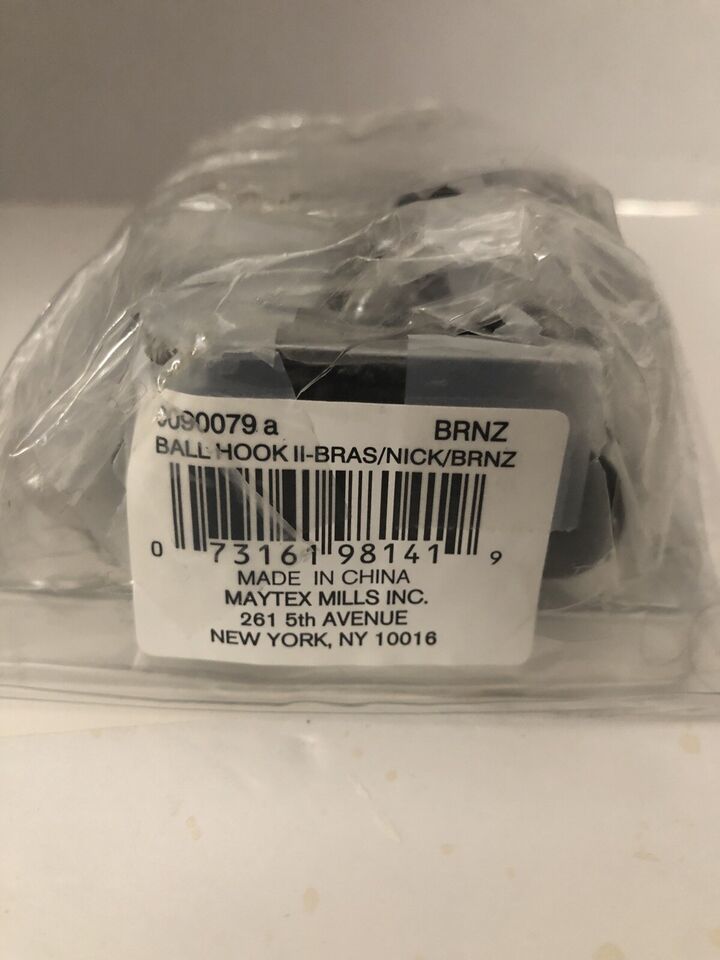 0090079 a BRNZ
BALL HOOK II-BRAS/NICK/BRNZ
0 73161 98141 9
MADE IN CHINA
MAYTEX MILLS INC.
261 5th AVENUE
NEW YORK, NY 10016